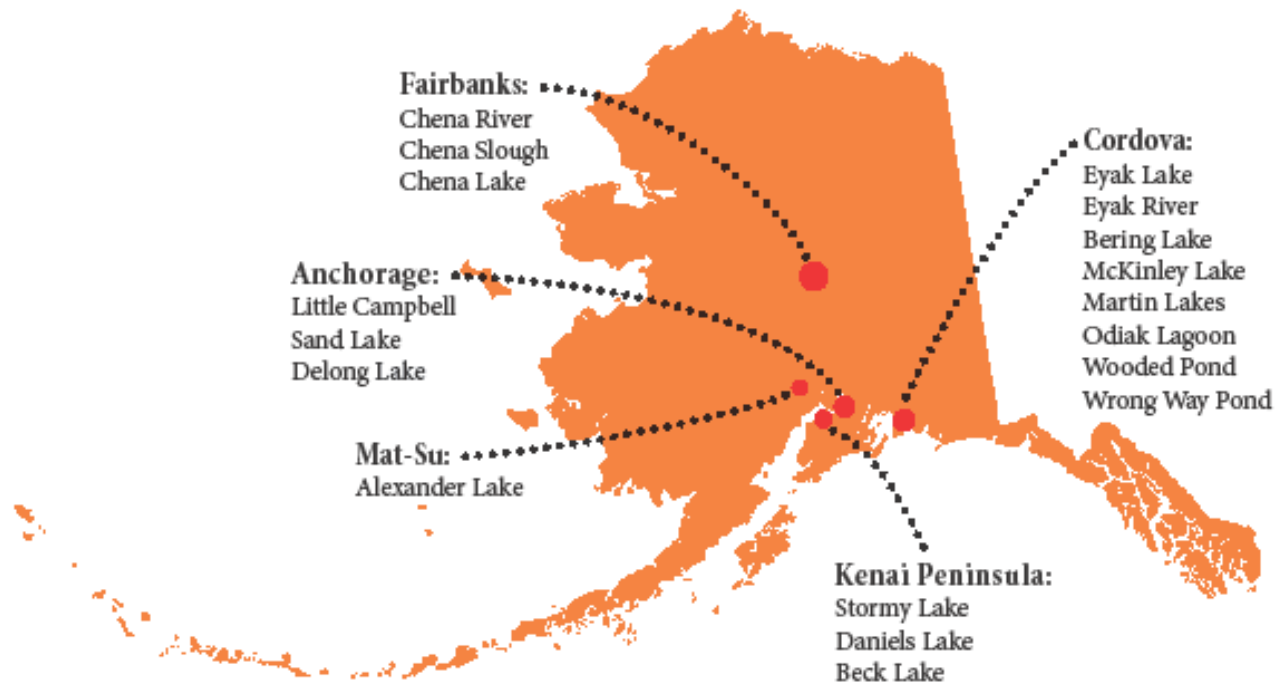 Fairbanks:
Chena River
Chena Slough
Chena Lake
Anchorage:
Little Campbell
Sand Lake
Delong Lake
Mat-Su:
Alexander Lake
Cordova:
Eyak Lake
Eyak River
Bering Lake
McKinley Lake
Martin Lakes
Odiak Lagoon
Wooded Pond
Wrong Way Pond
Kenai Peninsula:
Stormy Lake
Daniels Lake
Beck Lake